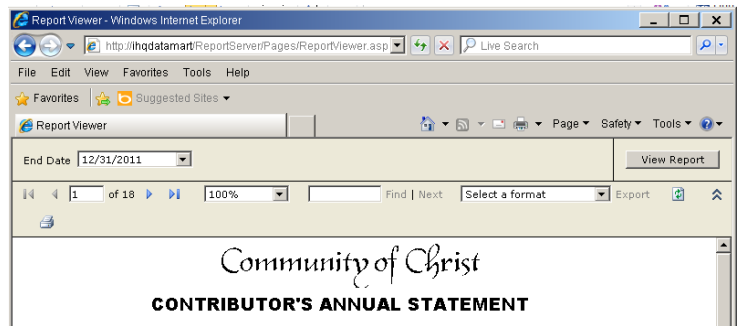 Report Viewer - Windows Internet Explorer
http://ihqdatamart/ReportServer/Pages/ReportViewer.asp
Live Search
File Edit View Favorites Tools Help
Favorites Suggested Sites
Report Viewer Page Safety Tools
End Date 12/31/2011 View Report
1 of 18 100% Find | Next Select a format Export
Community of Christ
CONTRIBUTOR'S ANNUAL STATEMENT